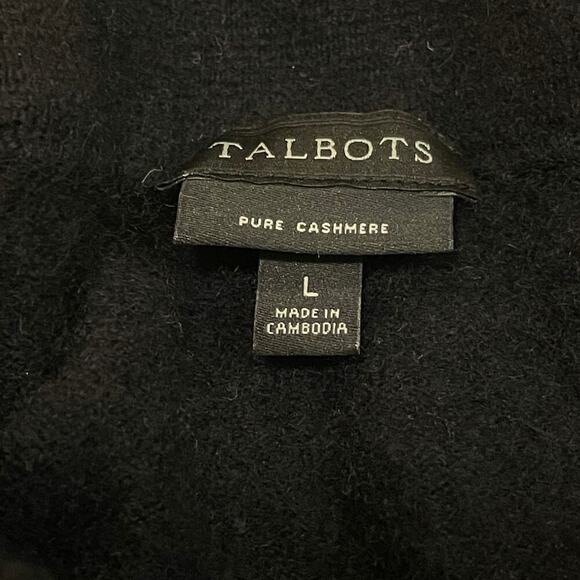 TALBOTS
PURE CASHMERE
L
MADE IN
CAMBODIA